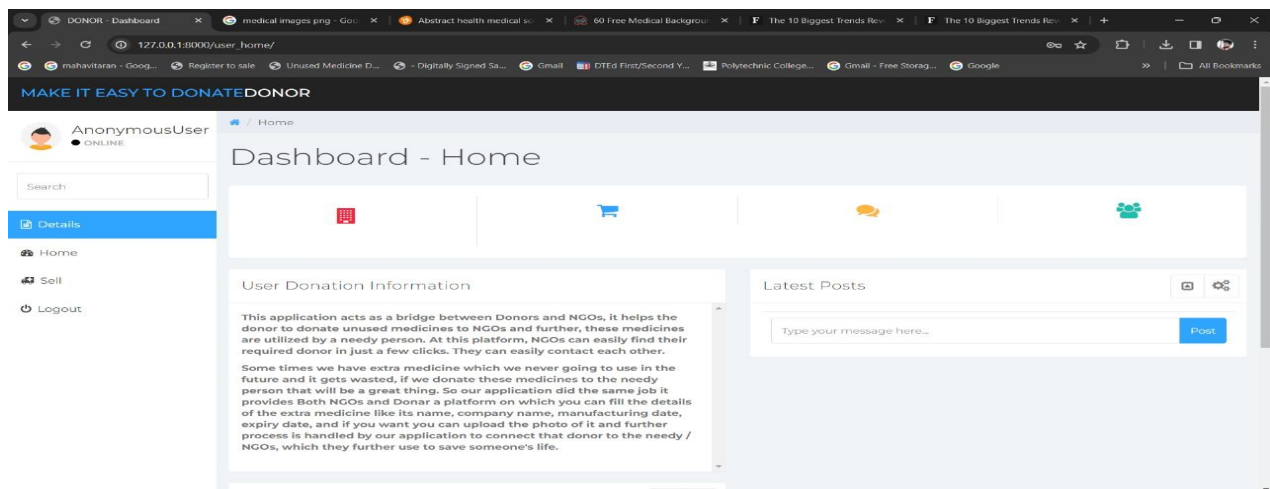 DONOR - Dashboard
medical images png - Goo
Abstract health medical sc
60 Free Medical Backgroun
The 10 Biggest Trends Rev
The 10 Biggest Trends Rev
127.0.0.1:8000/user_home/
mahavitaran - Goog...
Register to sale
Unused Medicine D...
- Digitally Signed Sa...
Gmail
DTEd First/Second Y...
Polytechnic College...
Gmail - Free Storag...
Google
All Bookmarks
MAKE IT EASY TO DONATEDONOR
AnonymousUser
ONLINE
Search
Details
Home
Sell
Logout
/ Home
Dashboard - Home
User Donation Information
This application acts as a bridge between Donors and NGOs, it helps the
donor to donate unused medicines to NGOs and further, these medicines
are utilized by a needy person. At this platform, NGOs can easily find their
required donor in just a few clicks. They can easily contact each other.
Some times we have extra medicine which we never going to use in the
future and it gets wasted, if we donate these medicines to the needy
person that will be a great thing. So our application did the same job it
provides Both NGOs and Donar a platform on which you can fill the details
of the extra medicine like its name, company name, manufacturing date,
expiry date, and if you want you can upload the photo of it and further
process is handled by our application to connect that donor to the needy /
NGOs, which they further use to save someone's life.
Latest Posts
Type your message here...
Post